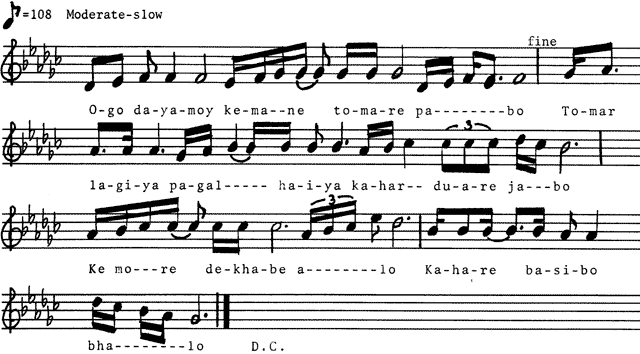 ♪=108 Moderate-slow
fine
O-go da-ya-moy ke-ma--ne to-ma-re pa--------bo To-mar
3
la-gi-ya pa-gal----- ha-i-ya ka-har-- du-a-re ja---bo
3
Ke mo---re de-kha-be a--------lo Ka-ha-re ba-si-bo
bha-------lo D.C.